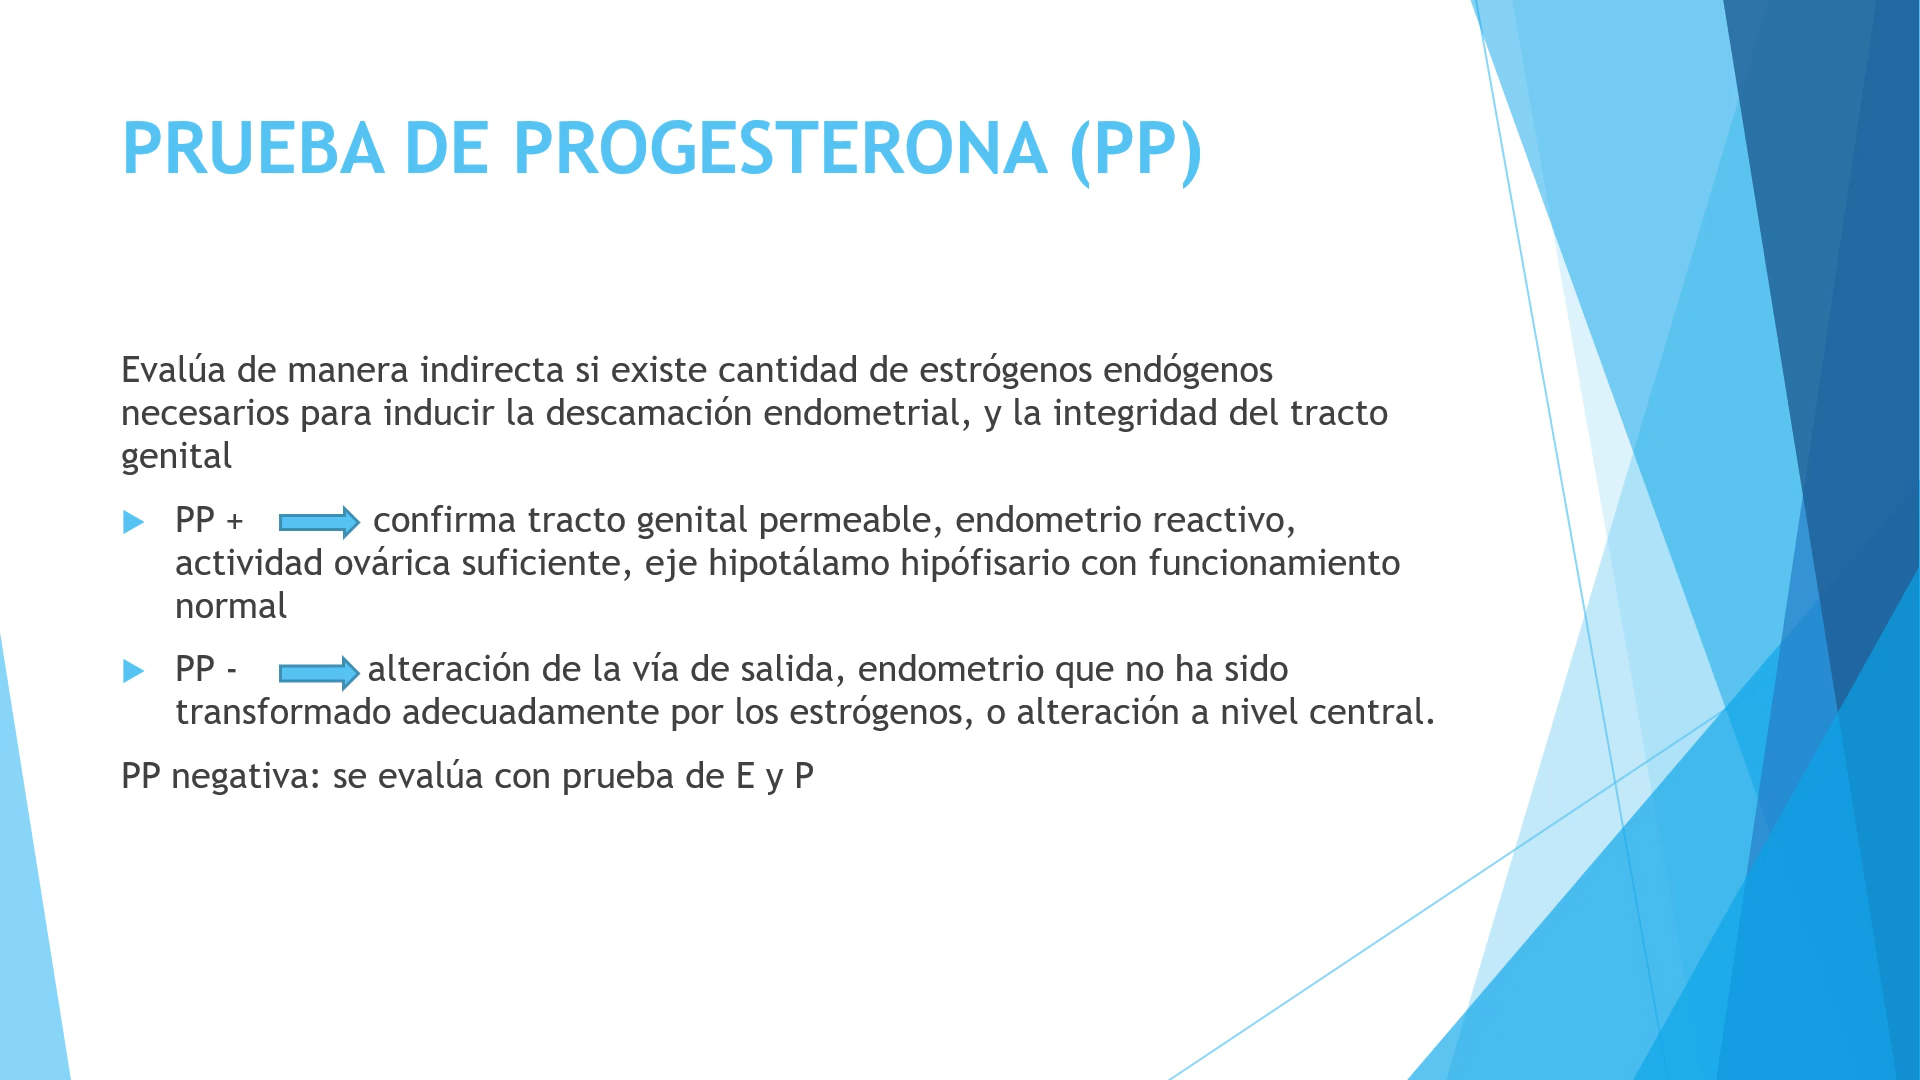 PRUEBA DE PROGESTERONA (PP)
Evalúa de manera indirecta si existe cantidad de estrógenos endógenos
necesarios para inducir la descamación endometrial, y la integridad del tracto
genital
PP + confirma tracto genital permeable, endometrio reactivo,
actividad ovárica suficiente, eje hipotálamo hipófisario con funcionamiento
normal
PP - alteración de la vía de salida, endometrio que no ha sido
transformado adecuadamente por los estrógenos, o alteración a nivel central.
PP negativa: se evalúa con prueba de E y P